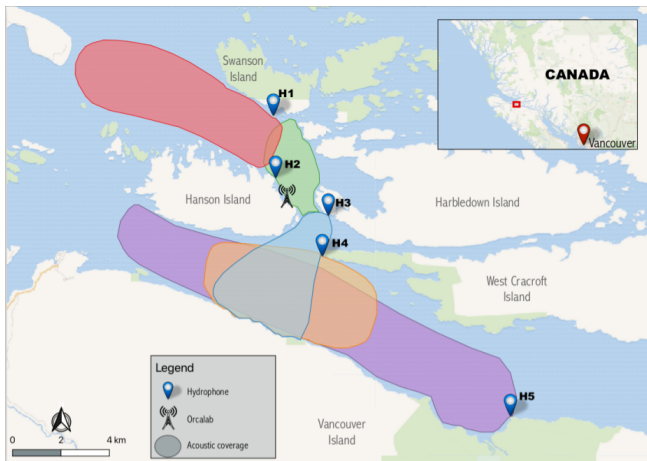 Swanson
Island
H1
CANADA
Vancouver
H2
Hanson Island
H3
Harbledown Island
H4
West Cracroft
Island
H5
Legend
Hydrophone
Orcalab
Acoustic coverage
Vancouver
Island
0 2 4 km